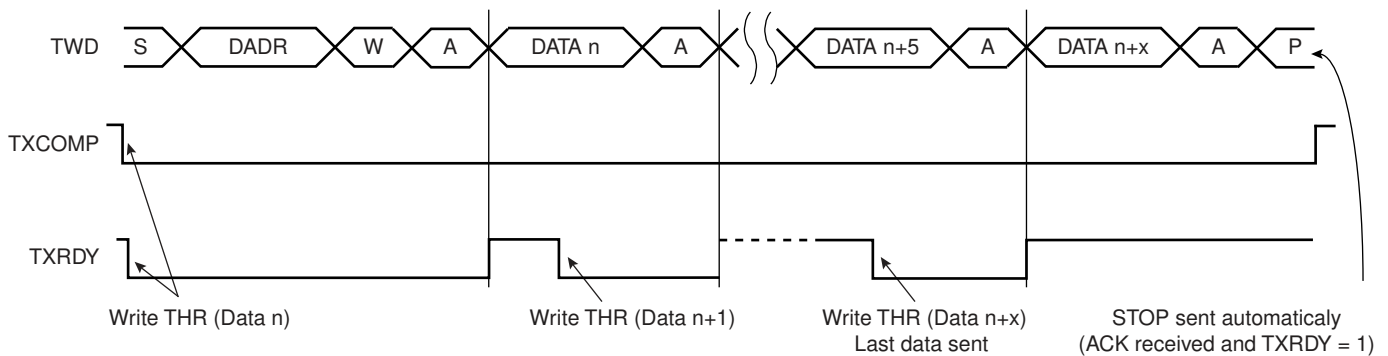 TWD S DADR W A DATA n A DATA n+5 A DATA n+x A P
TXCOMP
TXRDY
Write THR (Data n) Write THR (Data n+1) Write THR (Data n+x) STOP sent automaticaly
Last data sent (ACK received and TXRDY = 1)